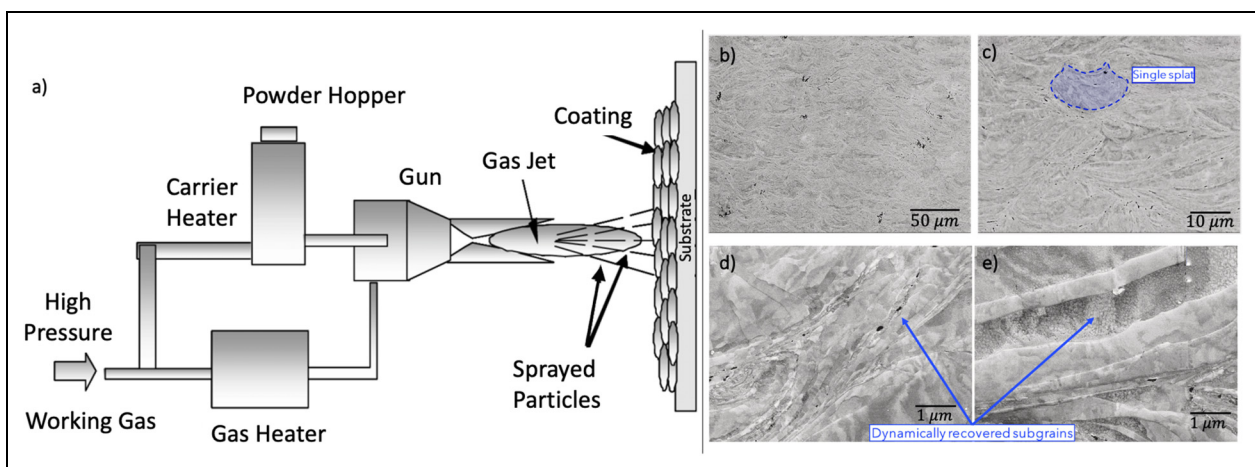 a)
Powder Hopper
Carrier
Heater
Gun
Gas Jet
Coating
Substrate
High
Pressure
Working Gas
Gas Heater
Sprayed
Particles
b)
50 μm
c)
Single splat
10 μm
d)
1 μm
e)
1 μm
Dynamically recovered subgrains